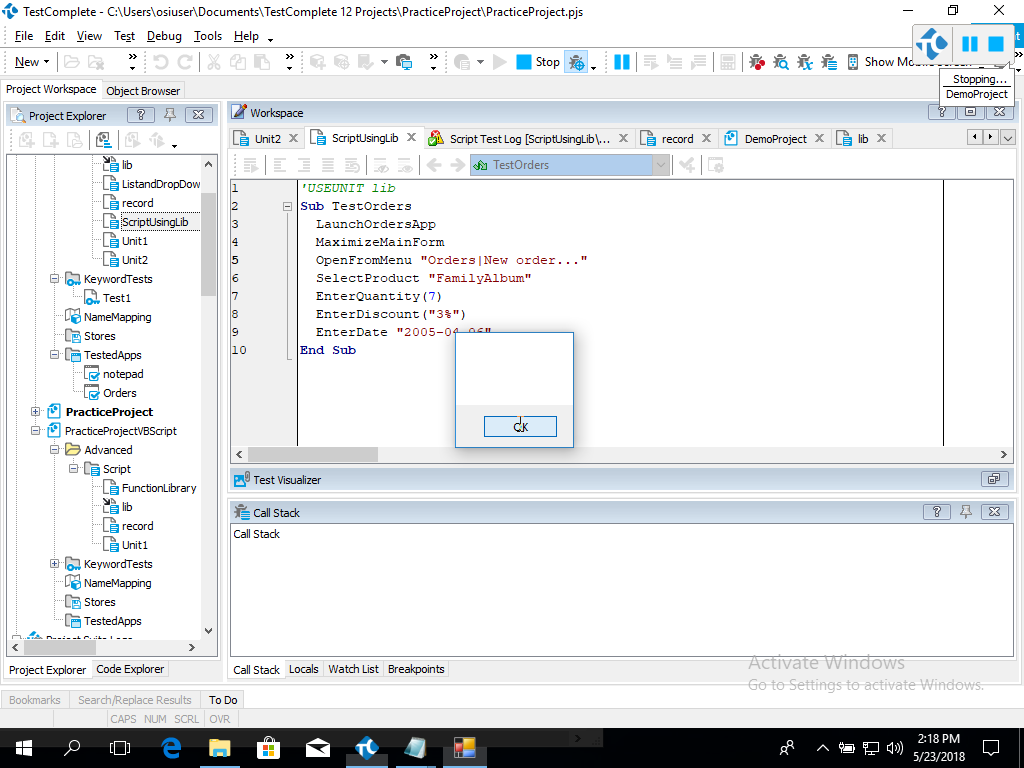 TestComplete - C:\Users\osiuser\Documents\TestComplete 12 Projects\PracticeProject\PracticeProject.pjs
File Edit View Test Debug Tools Help
New Stop Show Mo
Stopping...
DemoProject
Project Workspace Object Browser
Project Explorer
Workspace
Unit2 ScriptUsingLib Script Test Log [ScriptUsingLib\... record DemoProject lib
TestOrders
lib
ListandDropDow
record
ScriptUsingLib
Unit1
Unit2
KeywordTests
Test1
NameMapping
Stores
TestedApps
notepad
Orders
PracticeProject
PracticeProjectVBScript
Advanced
Script
FunctionLibrary
lib
record
Unit1
KeywordTests
NameMapping
Stores
TestedApps
Project Suite Logs
1 'USEUNIT lib
2 Sub TestOrders
3 LaunchOrdersApp
4 MaximizeMainForm
5 OpenFromMenu "Orders|New order..."
6 SelectProduct "FamilyAlbum"
7 EnterQuantity(7)
8 EnterDiscount("3%")
9 EnterDate "2005-04-06"
10 End Sub
OK
Test Visualizer
Call Stack
Call Stack
Project Explorer Code Explorer
Call Stack Locals Watch List Breakpoints
Activate Windows
Go to Settings to activate Windows.
Bookmarks Search/Replace Results To Do
CAPS NUM SCRL OVR
2:18 PM
5/23/2018